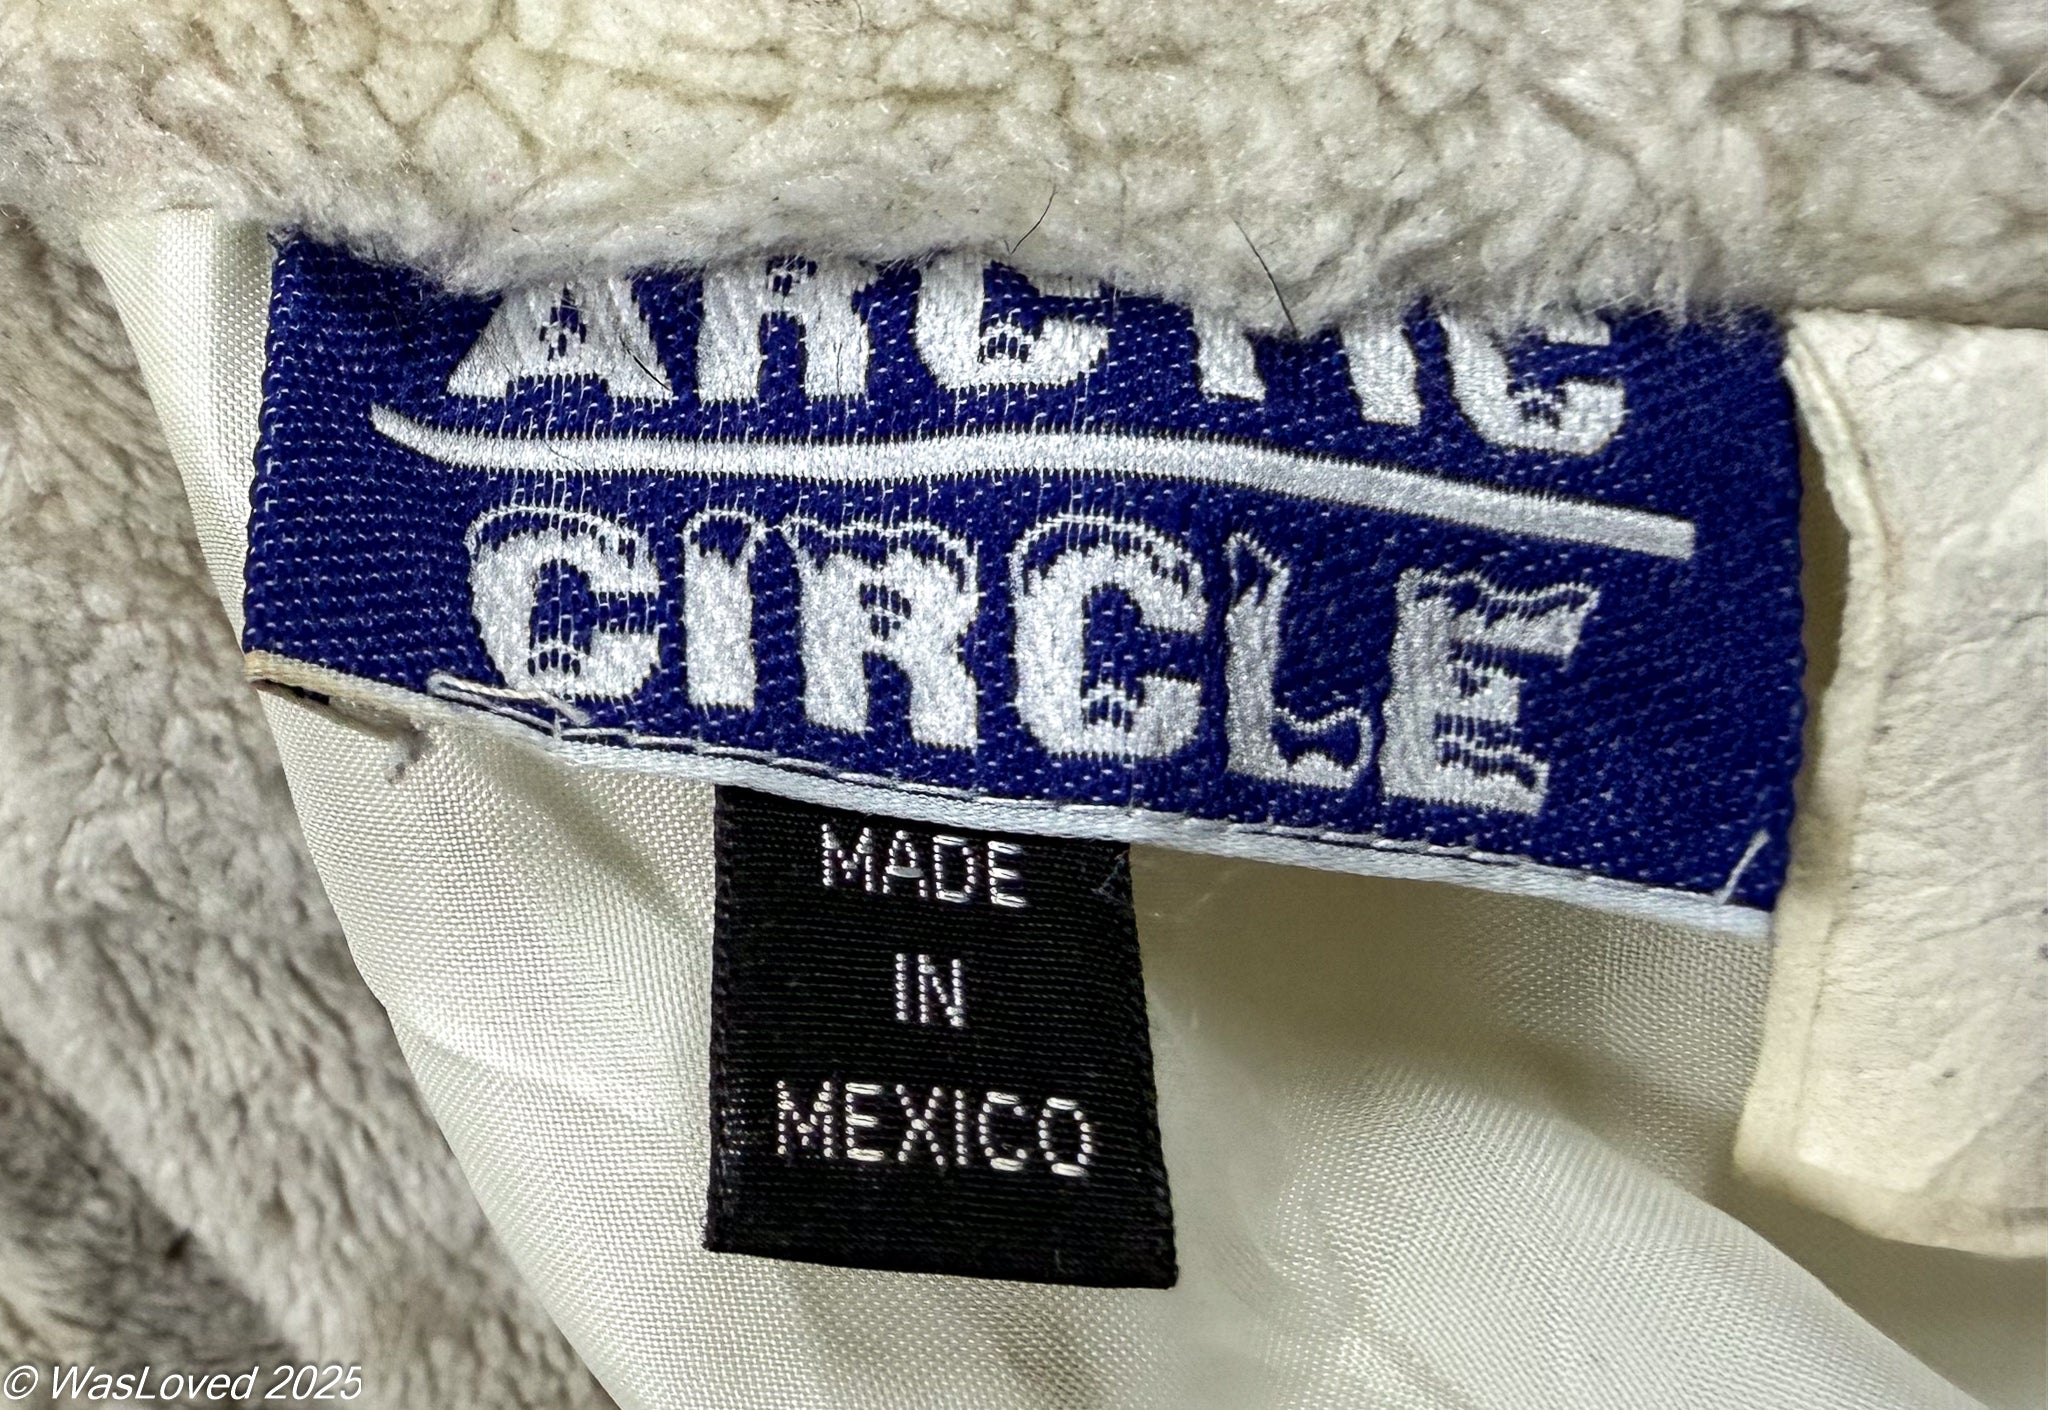 ARCTIC
CIRCLE
MADE
IN
MEXICO
© WasLoved 2025